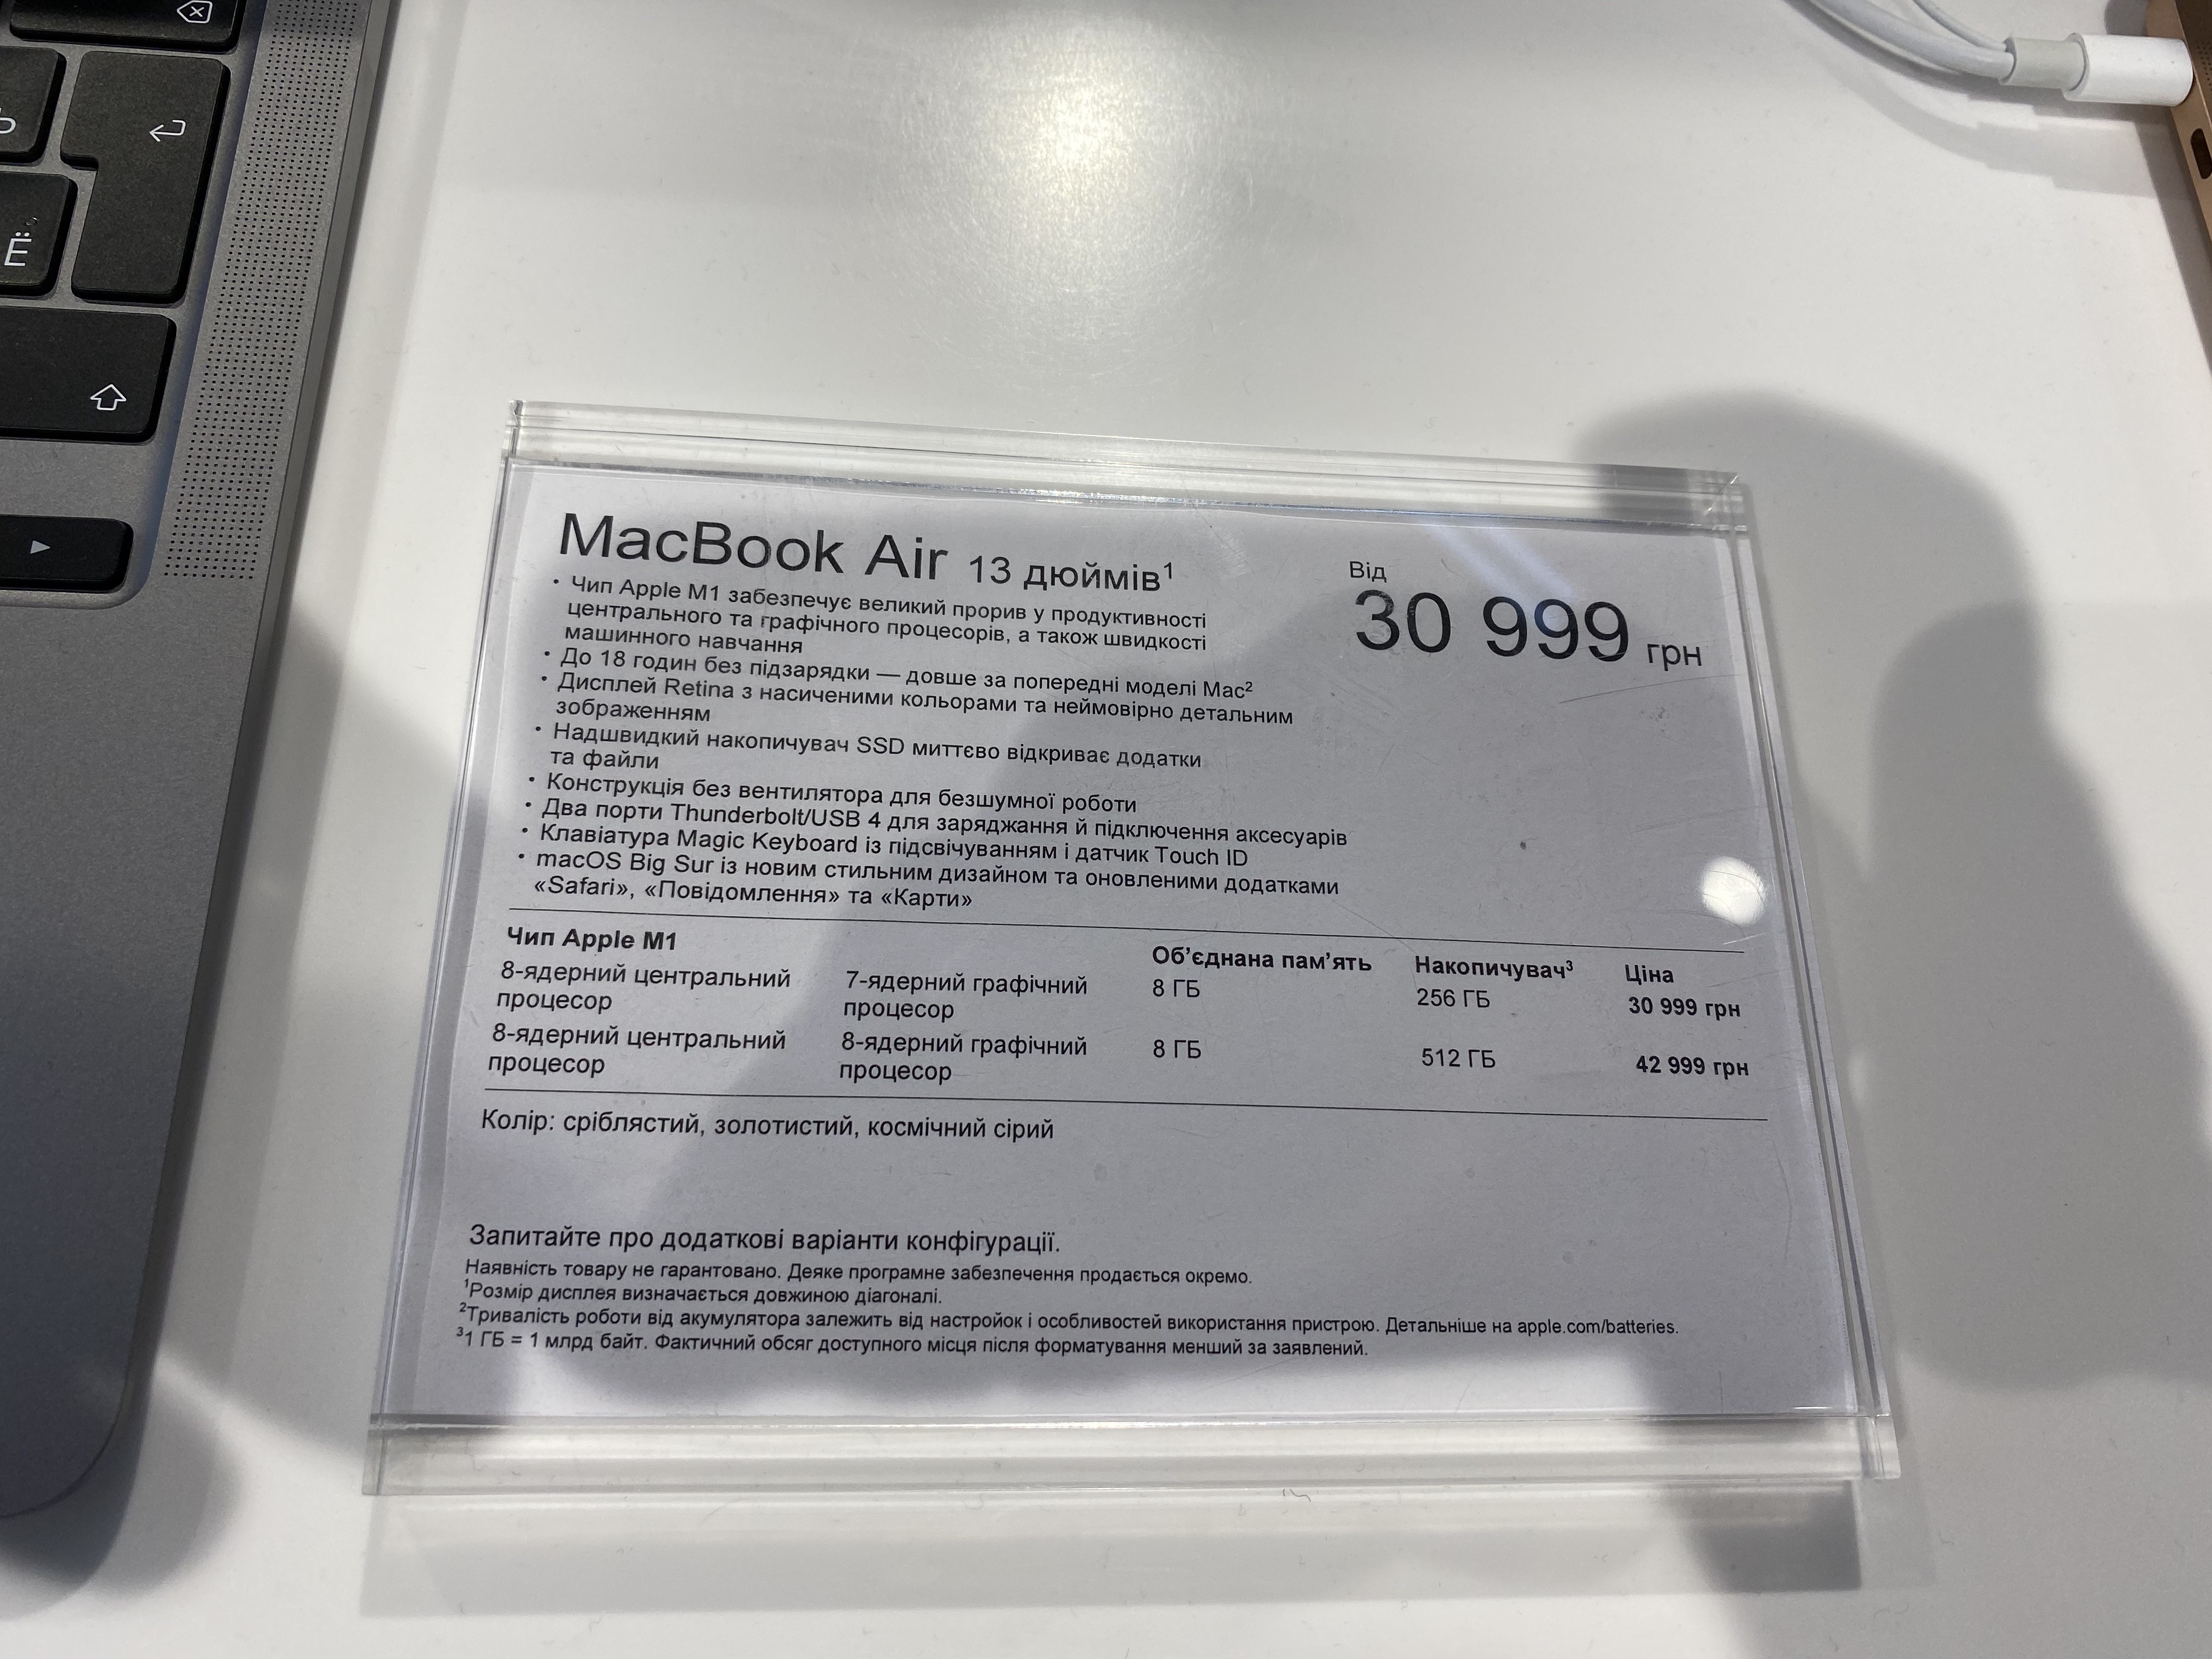 Ё
MacBook Air 13 дюймів¹
Від
30 999 грн
• Чип Apple M1 забезпечує великий прорив у продуктивності
центрального та графічного процесорів, а також швидкості
машинного навчання
• До 18 годин без підзарядки — довше за попередні моделі Mac²
• Дисплей Retina з насиченими кольорами та неймовірно детальним
зображенням
• Надшвидкий накопичувач SSD миттєво відкриває додатки
та файли
• Конструкція без вентилятора для безшумної роботи
• Два порти Thunderbolt/USB 4 для заряджання й підключення аксесуарів
• Клавіатура Magic Keyboard із підсвічуванням і датчик Touch ID
• macOS Big Sur із новим стильним дизайном та оновленими додатками
«Safari», «Повідомлення» та «Карти»
Чип Apple M1 Об’єднана пам’ять Накопичувач³ Ціна
8-ядерний центральний 7-ядерний графічний 8 ГБ 256 ГБ 30 999 грн
процесор процесор
8-ядерний центральний 8-ядерний графічний 8 ГБ 512 ГБ 42 999 грн
процесор процесор
Колір: сріблястий, золотистий, космічний сірий
Запитайте про додаткові варіанти конфігурації.
Наявність товару не гарантовано. Деяке програмне забезпечення продається окремо.
¹Розмір дисплея визначається довжиною діагоналі.
²Тривалість роботи від акумулятора залежить від настройок і особливостей використання пристрою. Детальніше на apple.com/batteries.
³1 ГБ = 1 млрд байт. Фактичний обсяг доступного місця після форматування менший за заявлений.